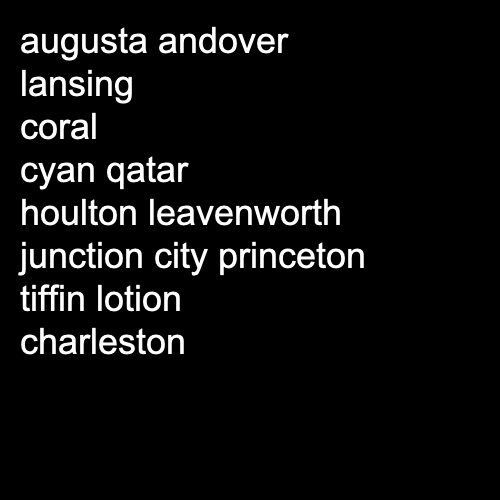 augusta andover
lansing
coral
cyan qatar
houlton leavenworth
junction city princeton
tiffin lotion
charleston